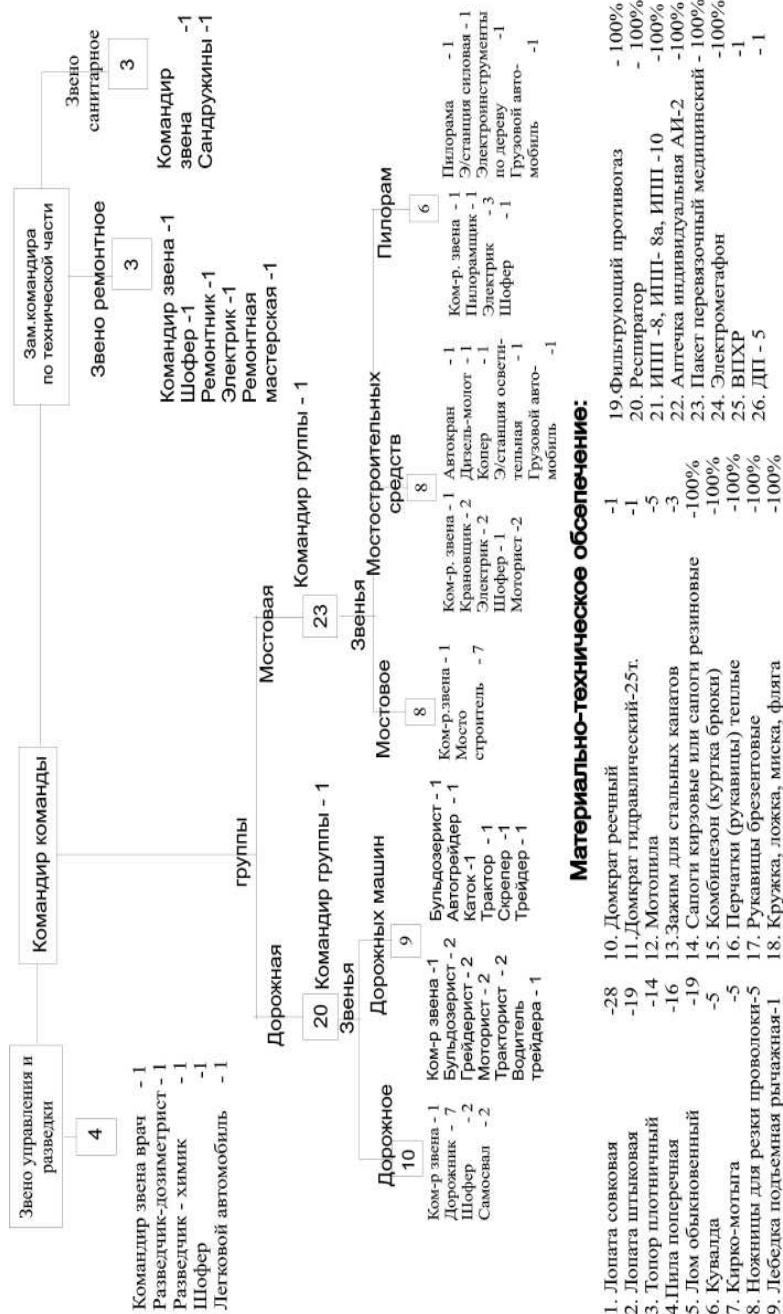 Командир команды
Звено управления и
разведки
4
Командир звена врач - 1
Разведчик-дозиметрист - 1
Разведчик - химик - 1
Шофер -1
Легковой автомобиль - 1
Зам.командира
по технической части
Звено ремонтное
3
Командир звена -1
Шофер -1
Ремонтник -1
Электрик -1
Ремонтная
мастерская -1
Звено
санитарное
3
Командир
звена -1
Сандружины -1
группы
Дорожная
20 Командир группы - 1
Звенья
Дорожное
10
Ком-р звена - 1
Дорожник - 7
Шофер - 2
Самосвал - 2
Дорожных машин
9
Ком-р звена -1
Бульдозерист - 2
Грейдерист - 2
Моторист - 2
Тракторист - 2
Водитель
трейдера - 1
Бульдозерист - 1
Автогрейдер - 1
Каток -1
Трактор - 1
Скрепер -1
Трейдер - 1
Мостовая
23
Командир группы - 1
Звенья
Мостовое
8
Ком-р.звена - 1
Мосто
строитель - 7
Мостостроительных
средств
8
Ком-р. звена - 1
Крановщик - 2
Электрик - 2
Шофер - 1
Моторист -2
Автокран - 1
Дизель-молот - 1
Копер - 1
Э/станция освети-
тельная - 1
Грузовой авто-
мобиль -1
Пилорам
6
Ком-р. звена - 1
Пилорамщик - 1
Электрик - 3
Шофер - 1
Пилорама - 1
Э/станция силовая - 1
Электроинструменты
по дереву -1
Грузовой авто-
мобиль -1
Материально-техническое обсепечение:
1. Лопата совковая -28
2. Лопата штыковая -19
3. Топор плотничный -14
4.Пила поперечная -16
5. Лом обыкновенный -19
6. Кувалда -5
7. Кирко-мотыга -5
8. Ножницы для резки проволоки-5
9. Лебедка подъемная рычажная-1
10. Домкрат реечный -1
11.Домкрат гидравлический-25т. -1
12. Мотопила -5
13.Зажим для стальных канатов -3
14. Сапоги кирзовые или сапоги резиновые -100%
15. Комбинезон (куртка брюки) -100%
16. Перчатки (рукавицы) теплые -100%
17. Рукавицы брезентовые -100%
18. Кружка, ложка, миска, фляга -100%
19.Фильтрующий противогаз - 100%
20. Респиратор - 100%
21. ИПП -8, ИПП- 8а, ИПП -10 -100%
22. Аптечка индивидуальная АИ-2 -100%
23. Пакет перевязочный медицинский - 100%
24. Электромегафон -100%
25. ВПХР -1
26. ДП - 5 - 1